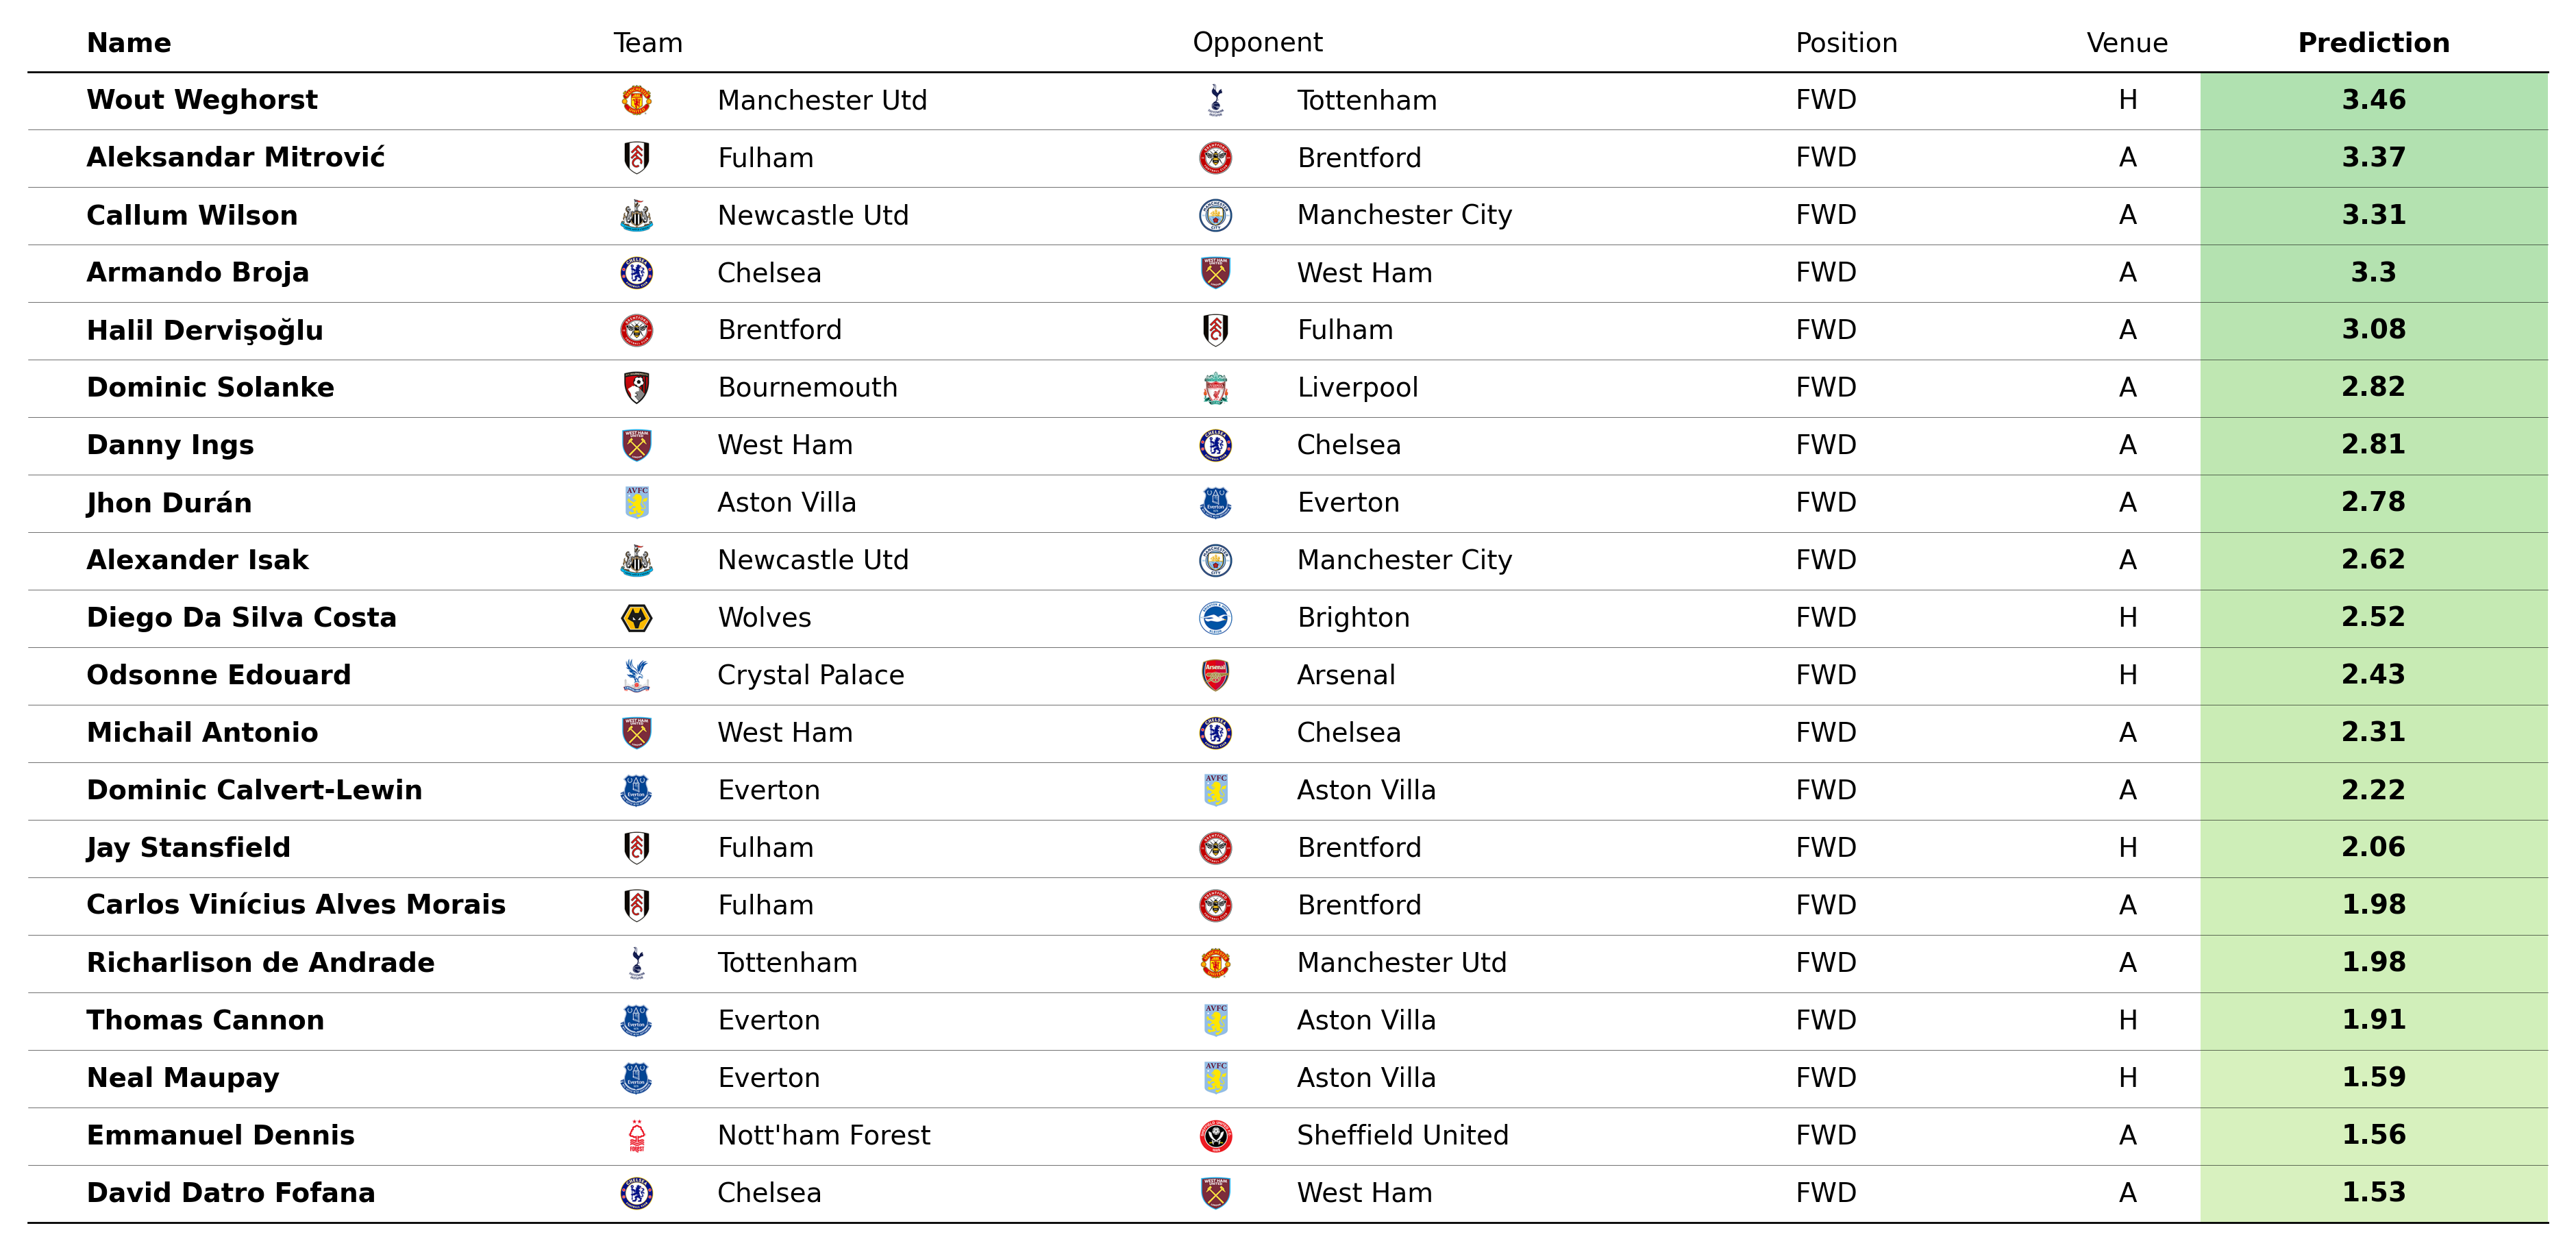 Name Team Opponent Position Venue Prediction
Wout Weghorst Manchester Utd Tottenham FWD H 3.46
Aleksandar Mitrović Fulham Brentford FWD A 3.37
Callum Wilson Newcastle Utd Manchester City FWD A 3.31
Armando Broja Chelsea West Ham FWD A 3.3
Halil Dervişoğlu Brentford Fulham FWD A 3.08
Dominic Solanke Bournemouth Liverpool FWD A 2.82
Danny Ings West Ham Chelsea FWD A 2.81
Jhon Durán Aston Villa Everton FWD A 2.78
Alexander Isak Newcastle Utd Manchester City FWD A 2.62
Diego Da Silva Costa Wolves Brighton FWD H 2.52
Odsonne Edouard Crystal Palace Arsenal FWD H 2.43
Michail Antonio West Ham Chelsea FWD A 2.31
Dominic Calvert-Lewin Everton Aston Villa FWD A 2.22
Jay Stansfield Fulham Brentford FWD H 2.06
Carlos Vinícius Alves Morais Fulham Brentford FWD A 1.98
Richarlison de Andrade Tottenham Manchester Utd FWD A 1.98
Thomas Cannon Everton Aston Villa FWD H 1.91
Neal Maupay Everton Aston Villa FWD H 1.59
Emmanuel Dennis Nott'ham Forest Sheffield United FWD A 1.56
David Datro Fofana Chelsea West Ham FWD A 1.53